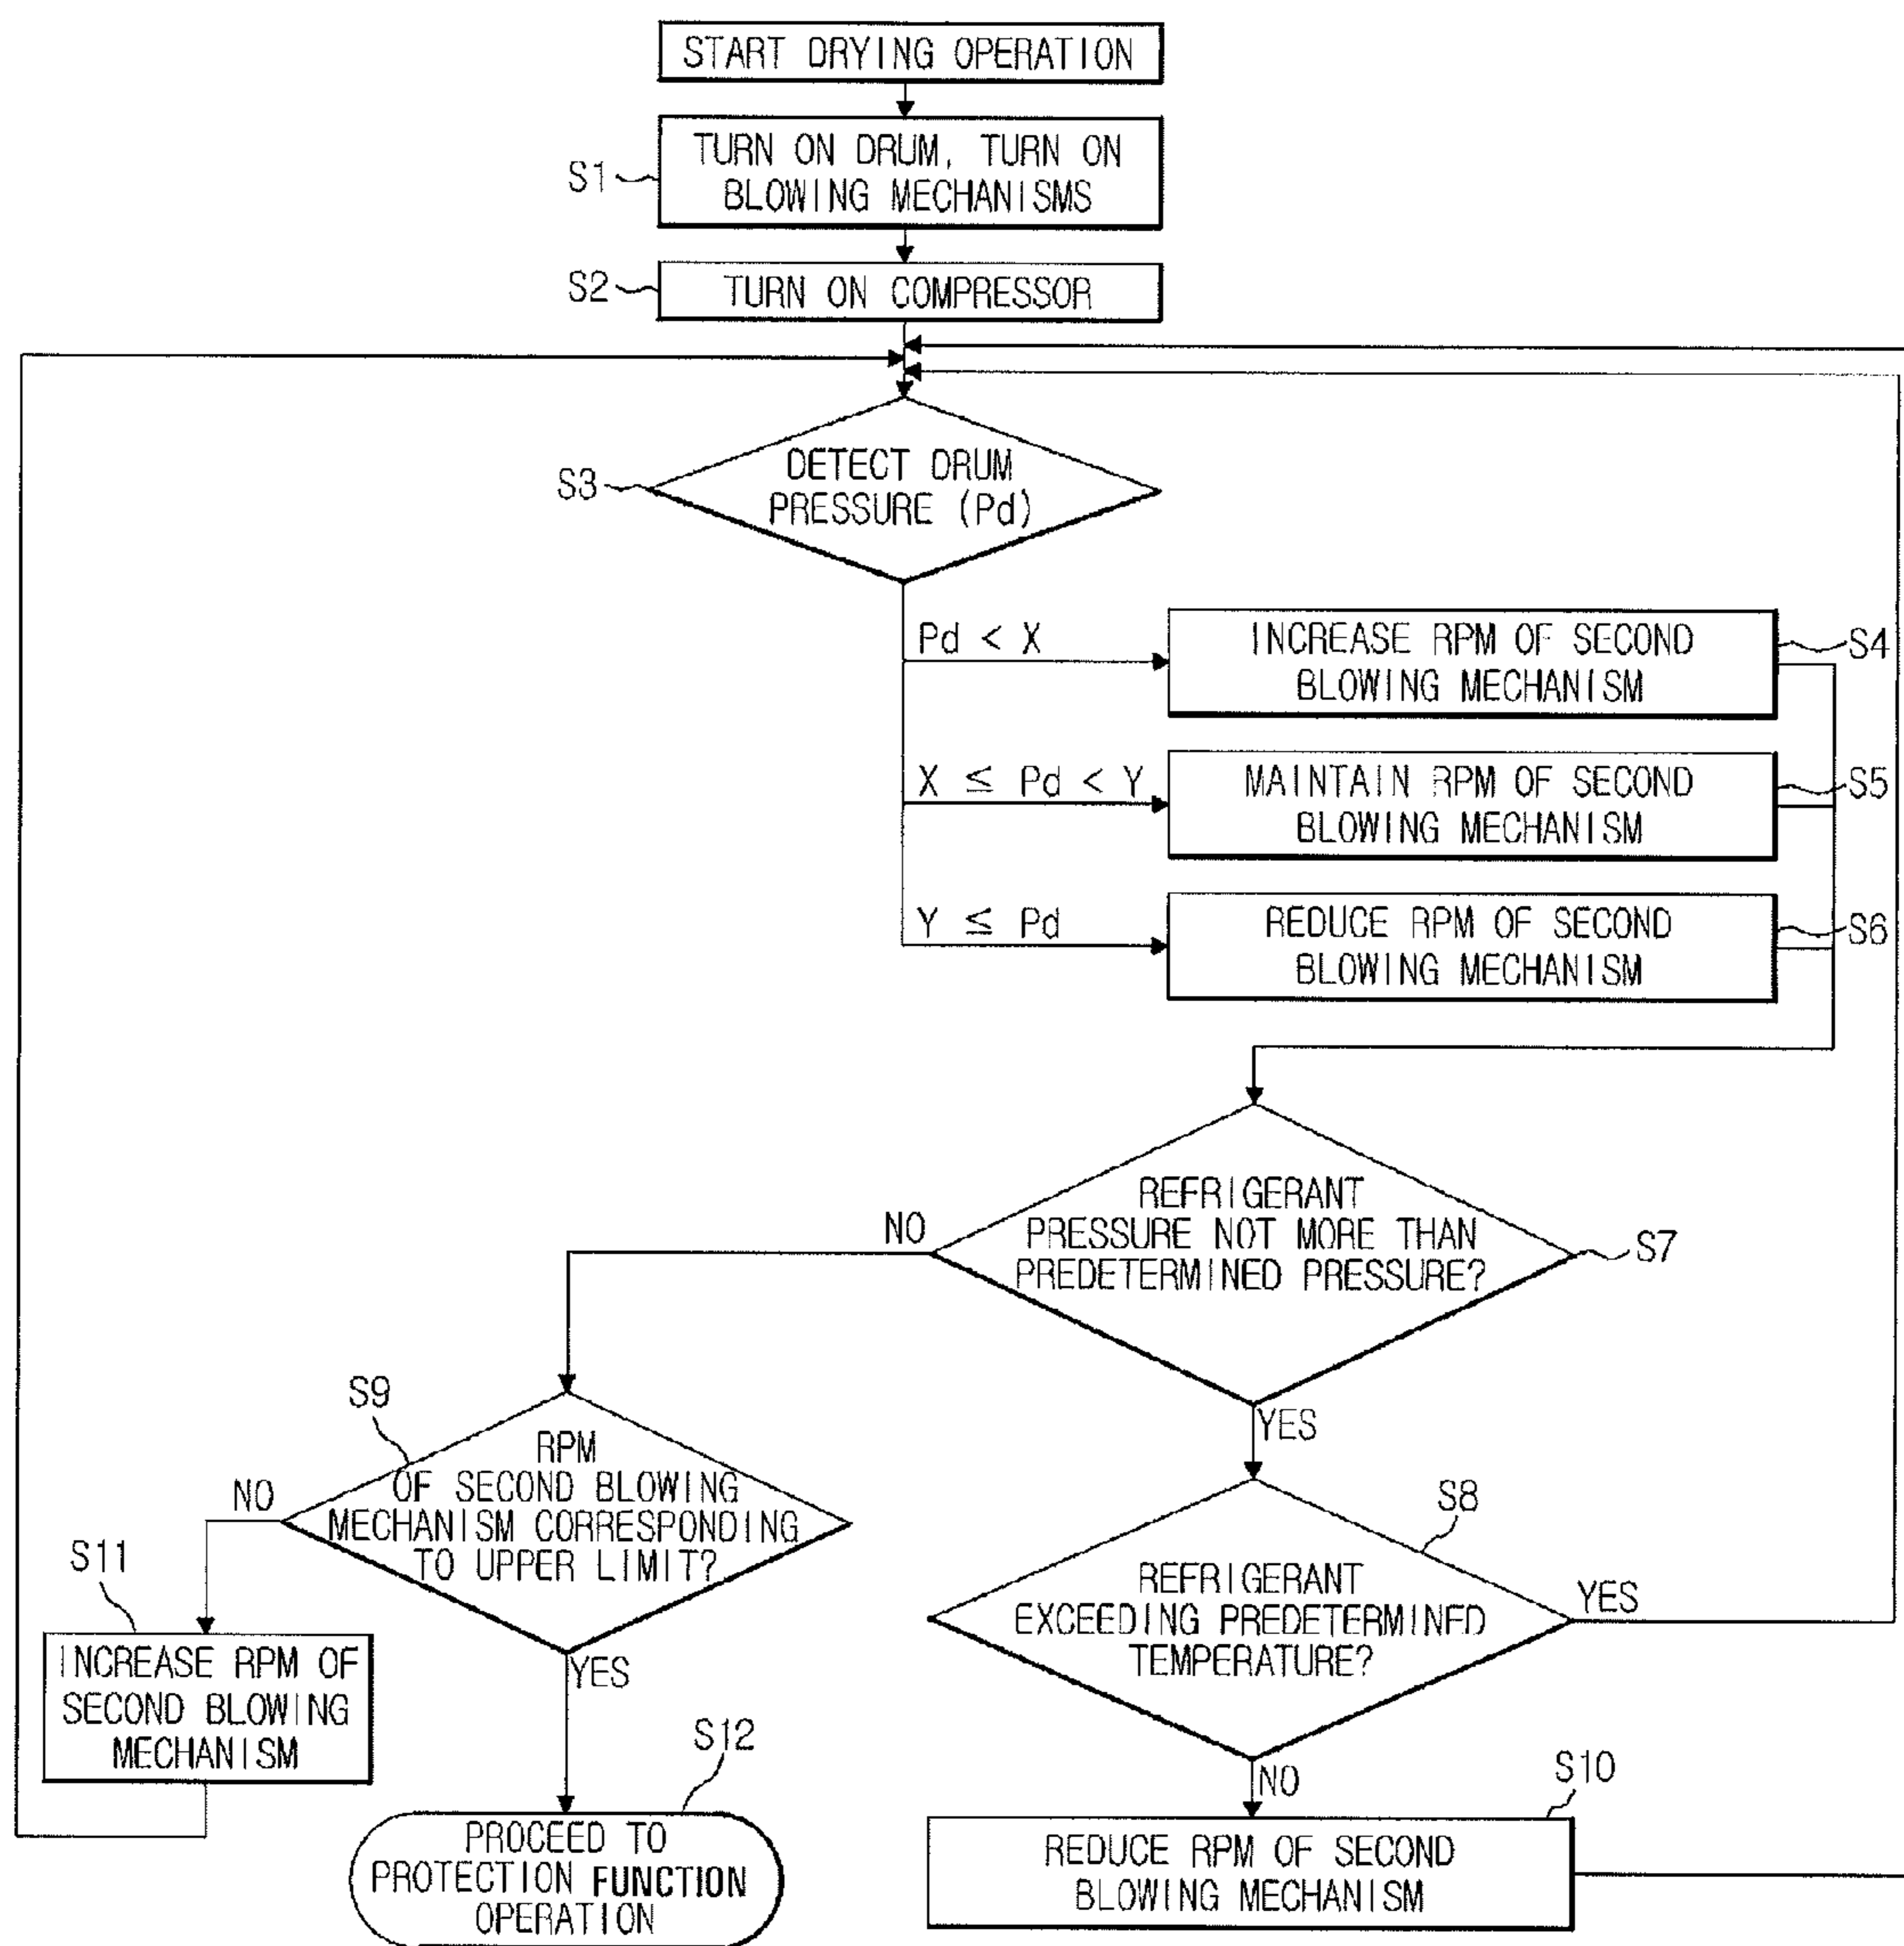 START DRYING OPERATION
S1
TURN ON DRUM, TURN ON
BLOWING MECHANISMS
S2
TURN ON COMPRESSOR
S3
DETECT DRUM
PRESSURE (Pd)
Pd < X
INCREASE RPM OF SECOND
BLOWING MECHANISM
S4
X ≦ Pd < Y
MAINTAIN RPM OF SECOND
BLOWING MECHANISM
S5
Y ≦ Pd
REDUCE RPM OF SECOND
BLOWING MECHANISM
S6
REFRIGERANT
PRESSURE NOT MORE THAN
PREDETERMINED PRESSURE?
S7
NO
YES
S9
RPM
OF SECOND BLOWING
MECHANISM CORRESPONDING
TO UPPER LIMIT?
NO
YES
S8
REFRIGERANT
EXCEEDING PREDETERMINED
TEMPERATURE?
YES
NO
S11
INCREASE RPM OF
SECOND BLOWING
MECHANISM
S12
PROCEED TO
PROTECTION FUNCTION
OPERATION
S10
REDUCE RPM OF SECOND
BLOWING MECHANISM